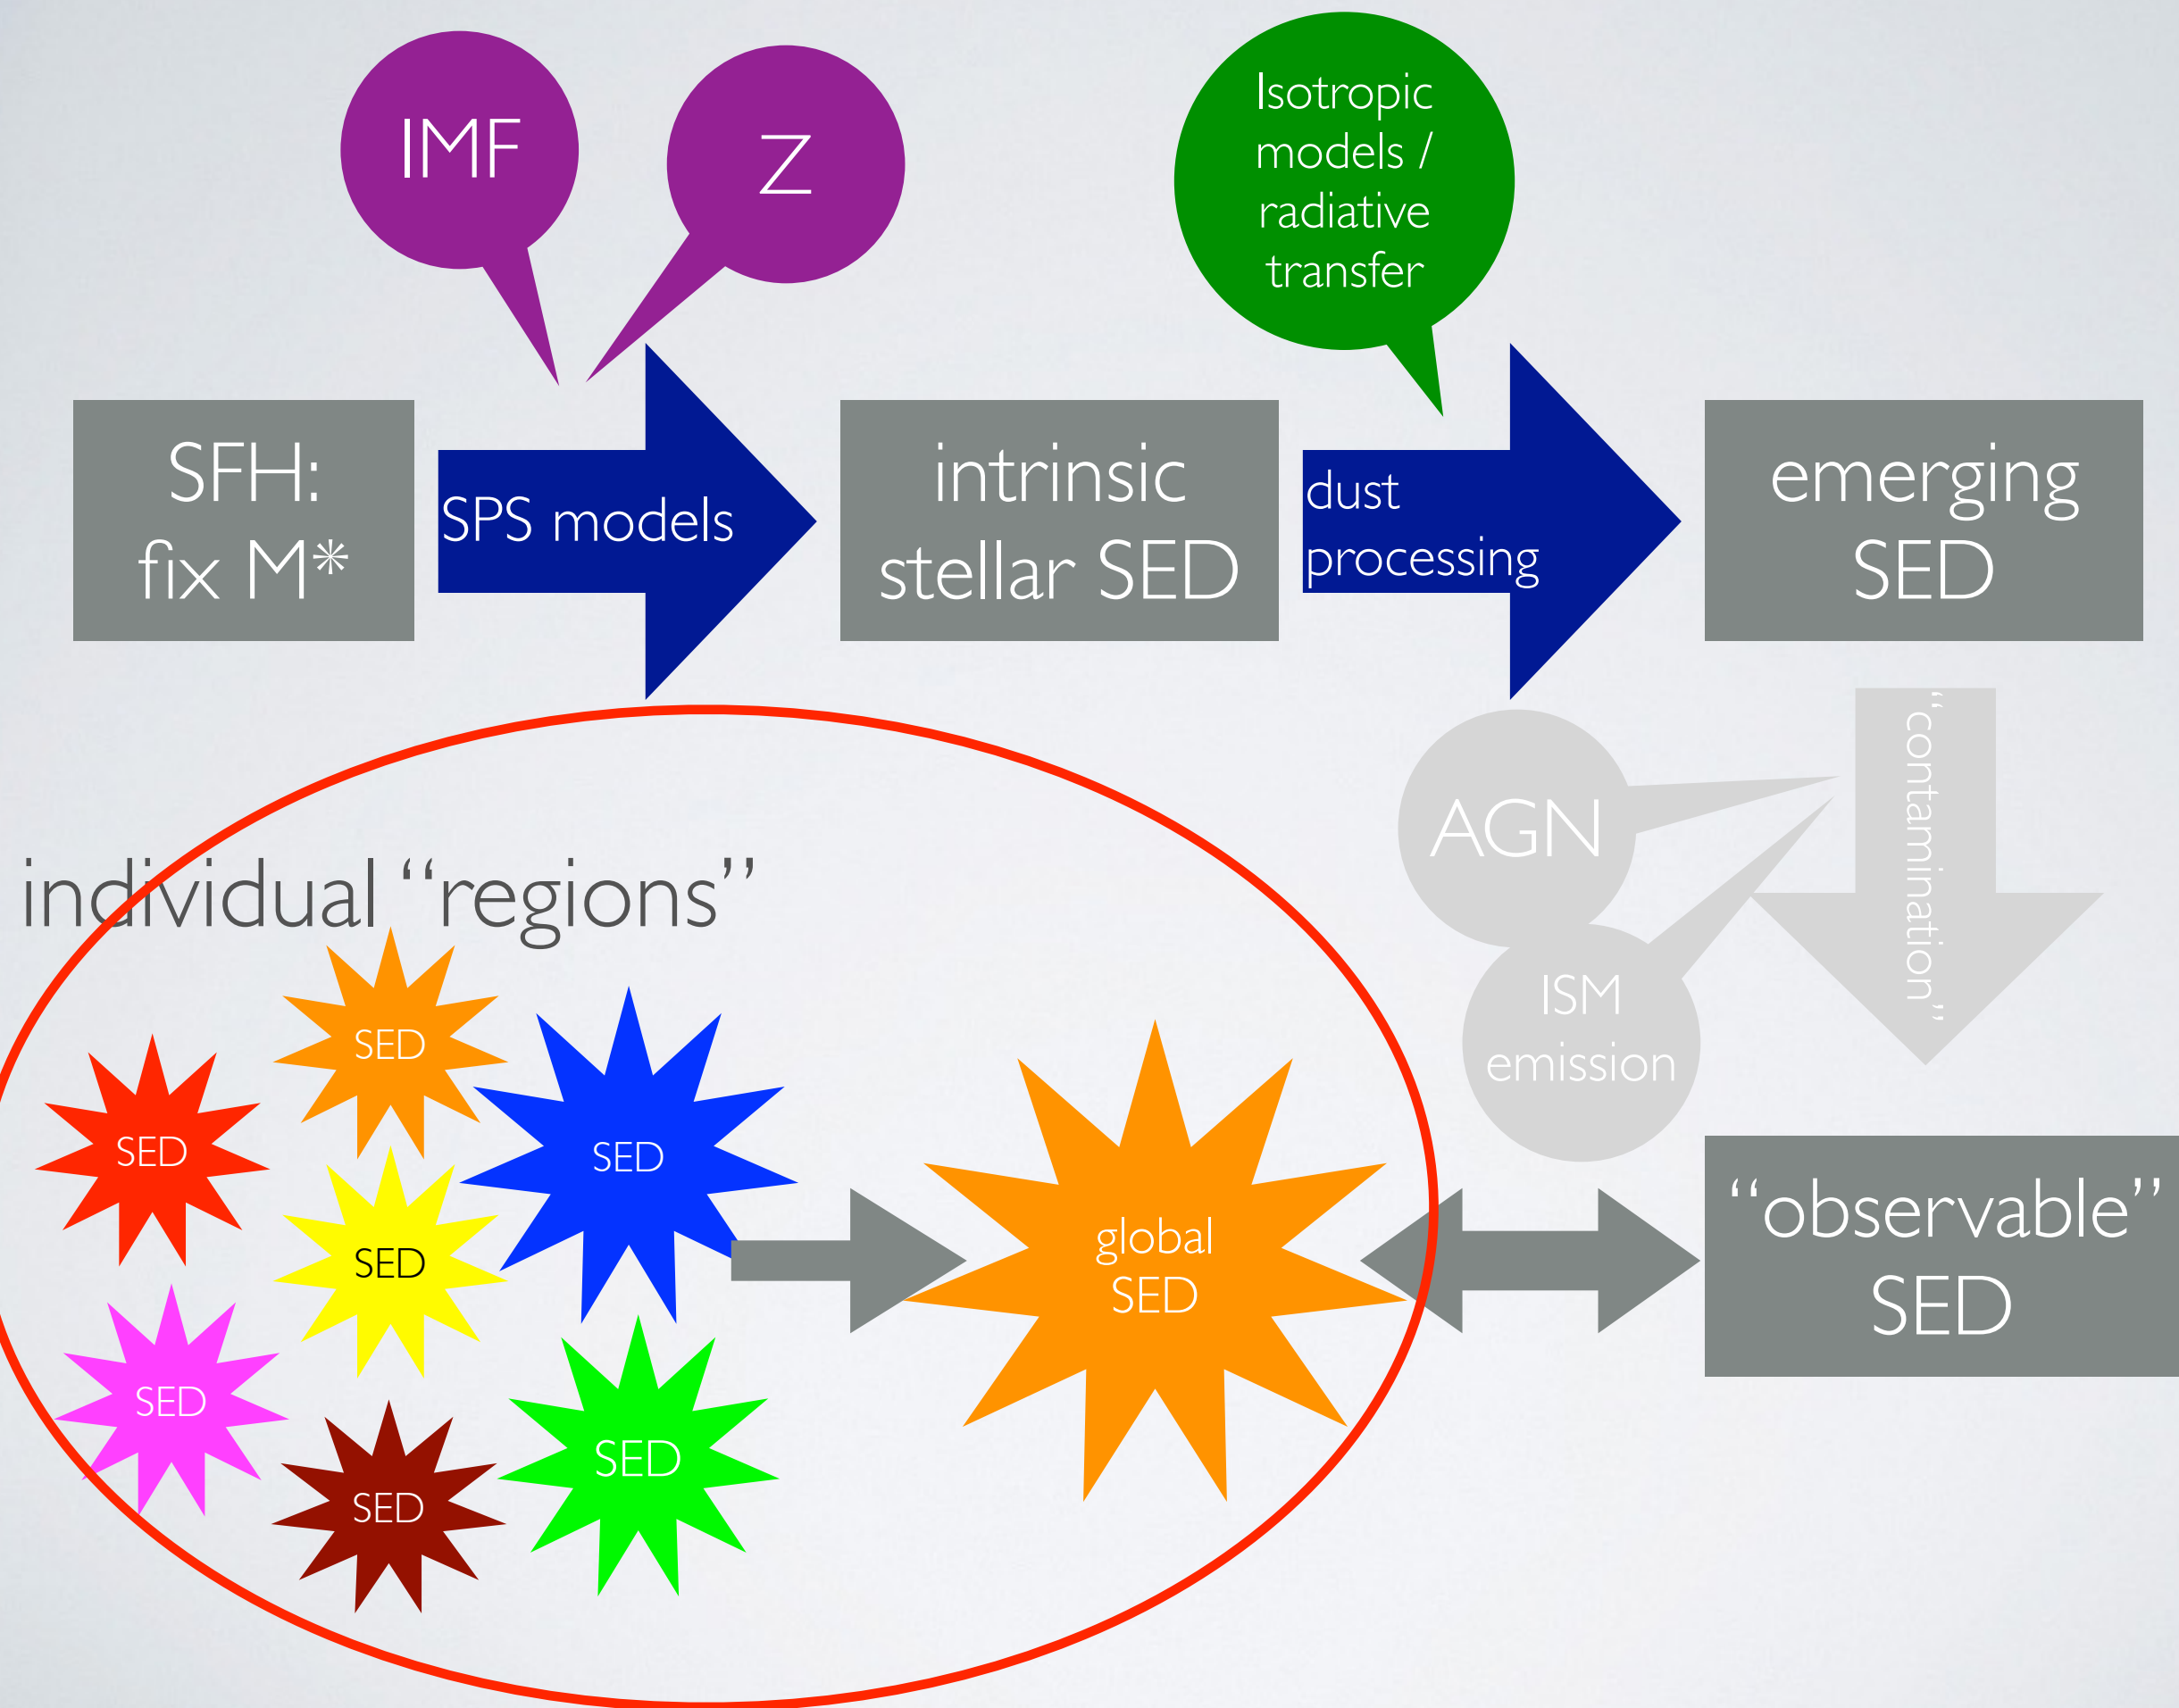 IMF
Z
Isotropic
models /
radiative
transfer
SFH:
fix M*
SPS models
intrinsic
stellar SED
dust
processing
emerging
SED
“contamination”
AGN
ISM
emission
individual “regions”
SED
SED
SED
SED
SED
SED
SED
global
SED
“observable”
SED